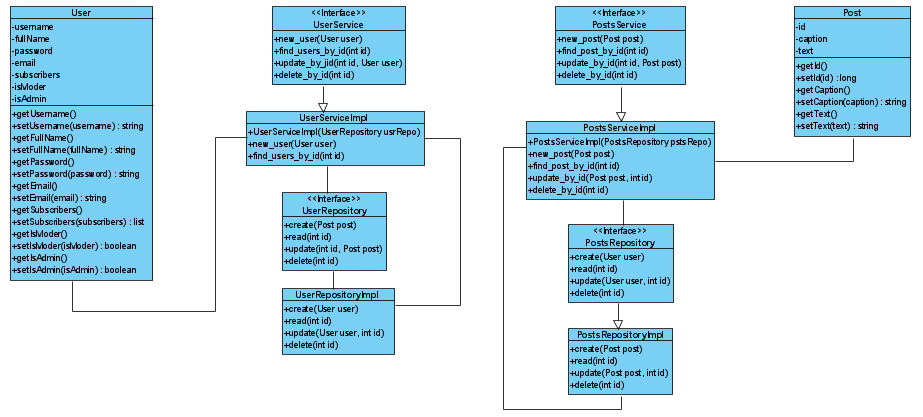 User
-username
-fullName
-password
-email
-subscribers
-isModer
-isAdmin
+getUsername()
+setUsername(username) : string
+getFullName()
+setFullName(fullName) : string
+getPassword()
+setPassword(password) : string
+getEmail()
+setEmail(email) : string
+getSubscribers()
+setSubscribers(subscribers) : list
+getIsModer()
+setIsModer(isModer) : boolean
+getIsAdmin()
+setIsAdmin(isAdmin) : boolean
<<Interface>>
UserService
+new_user(User user)
+find_users_by_id(int id)
+update_by_jid(int id, User user)
+delete_by_id(int id)
UserServiceImpl
+UserServiceImpl(UserRepository usrRepo)
+new_user(User user)
+find_users_by_id(int id)
<<Interface>>
UserRepository
+create(Post post)
+read(int id)
+update(int id, Post post)
+delete(int id)
UserRepositoryImpl
+create(User user)
+read(int id)
+update(User user, int id)
+delete(int id)
<<Interface>>
PostsService
+new_post(Post post)
+find_post_by_id(int id)
+update_by_id(int id, Post post)
+delete_by_id(int id)
PostsServiceImpl
+PostsServiceImpl(PostsRepository pstsRepo)
+new_post(Post post)
+find_post_by_id(int id)
+update_by_id(Post post, int id)
+delete_by_id(int id)
<<Interface>>
PostsRepository
+create(User user)
+read(int id)
+update(User user, int id)
+delete(int id)
PostsRepositoryImpl
+create(Post post)
+read(int id)
+update(Post post, int id)
+delete(int id)
Post
-id
-caption
-text
+getId()
+setId(id) : long
+getCaption()
+setCaption(caption) : string
+getText()
+setText(text) : string